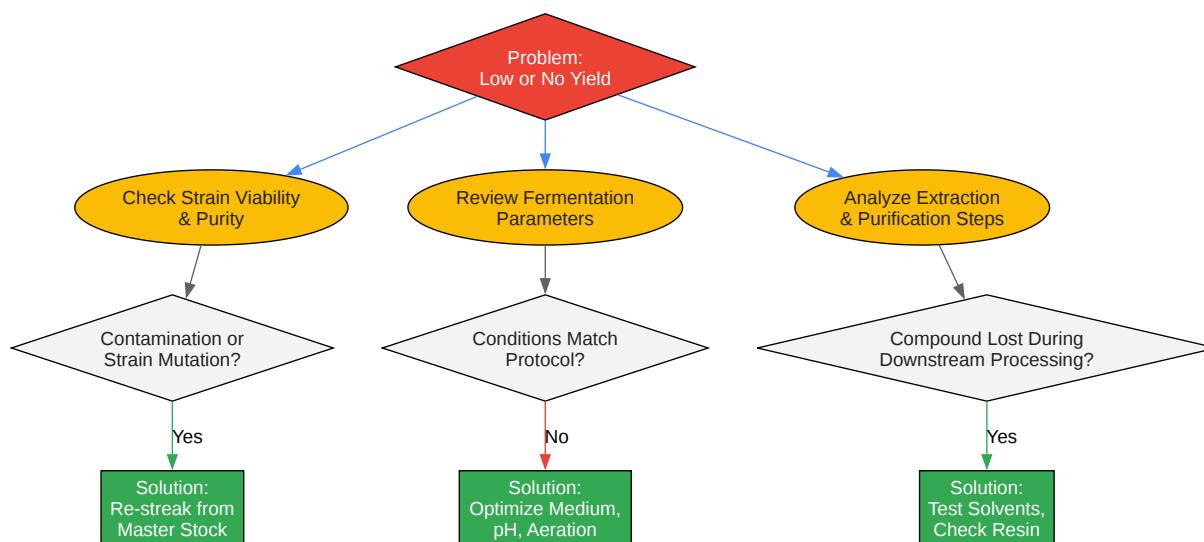 Problem:
Low or No Yield
Check Strain Viability
& Purity
Review Fermentation
Parameters
Analyze Extraction
& Purification Steps
Contamination or
Strain Mutation?
Conditions Match
Protocol?
Compound Lost During
Downstream Processing?
Yes
No
Yes
Solution:
Re-streak from
Master Stock
Solution:
Optimize Medium,
pH, Aeration
Solution:
Test Solvents,
Check Resin